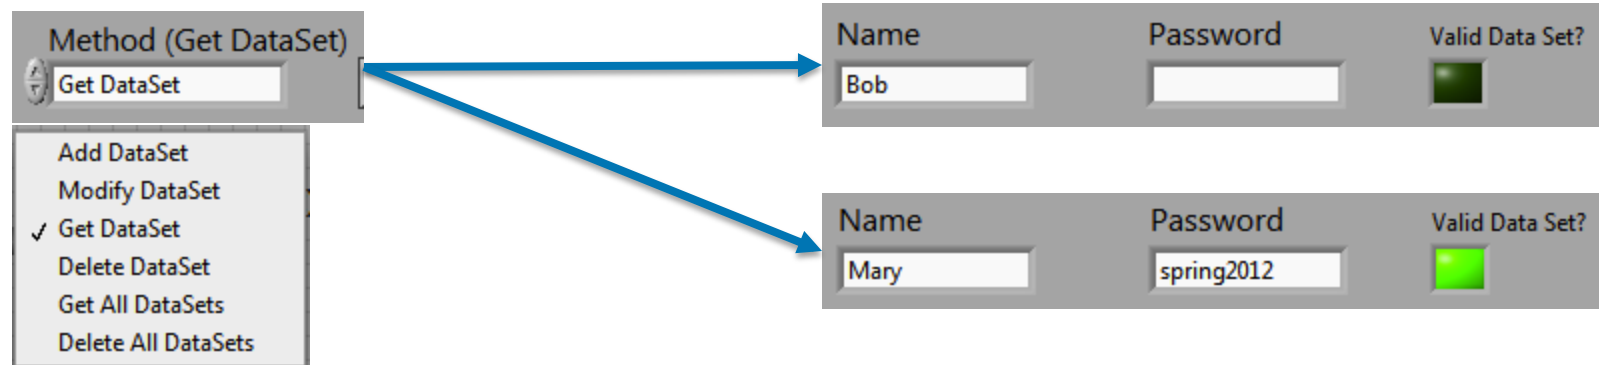 Method (Get DataSet)
Get DataSet
Add DataSet
Modify DataSet
✓ Get DataSet
Delete DataSet
Get All DataSets
Delete All DataSets
Name Password Valid Data Set?
Bob
Name Password Valid Data Set?
Mary spring2012